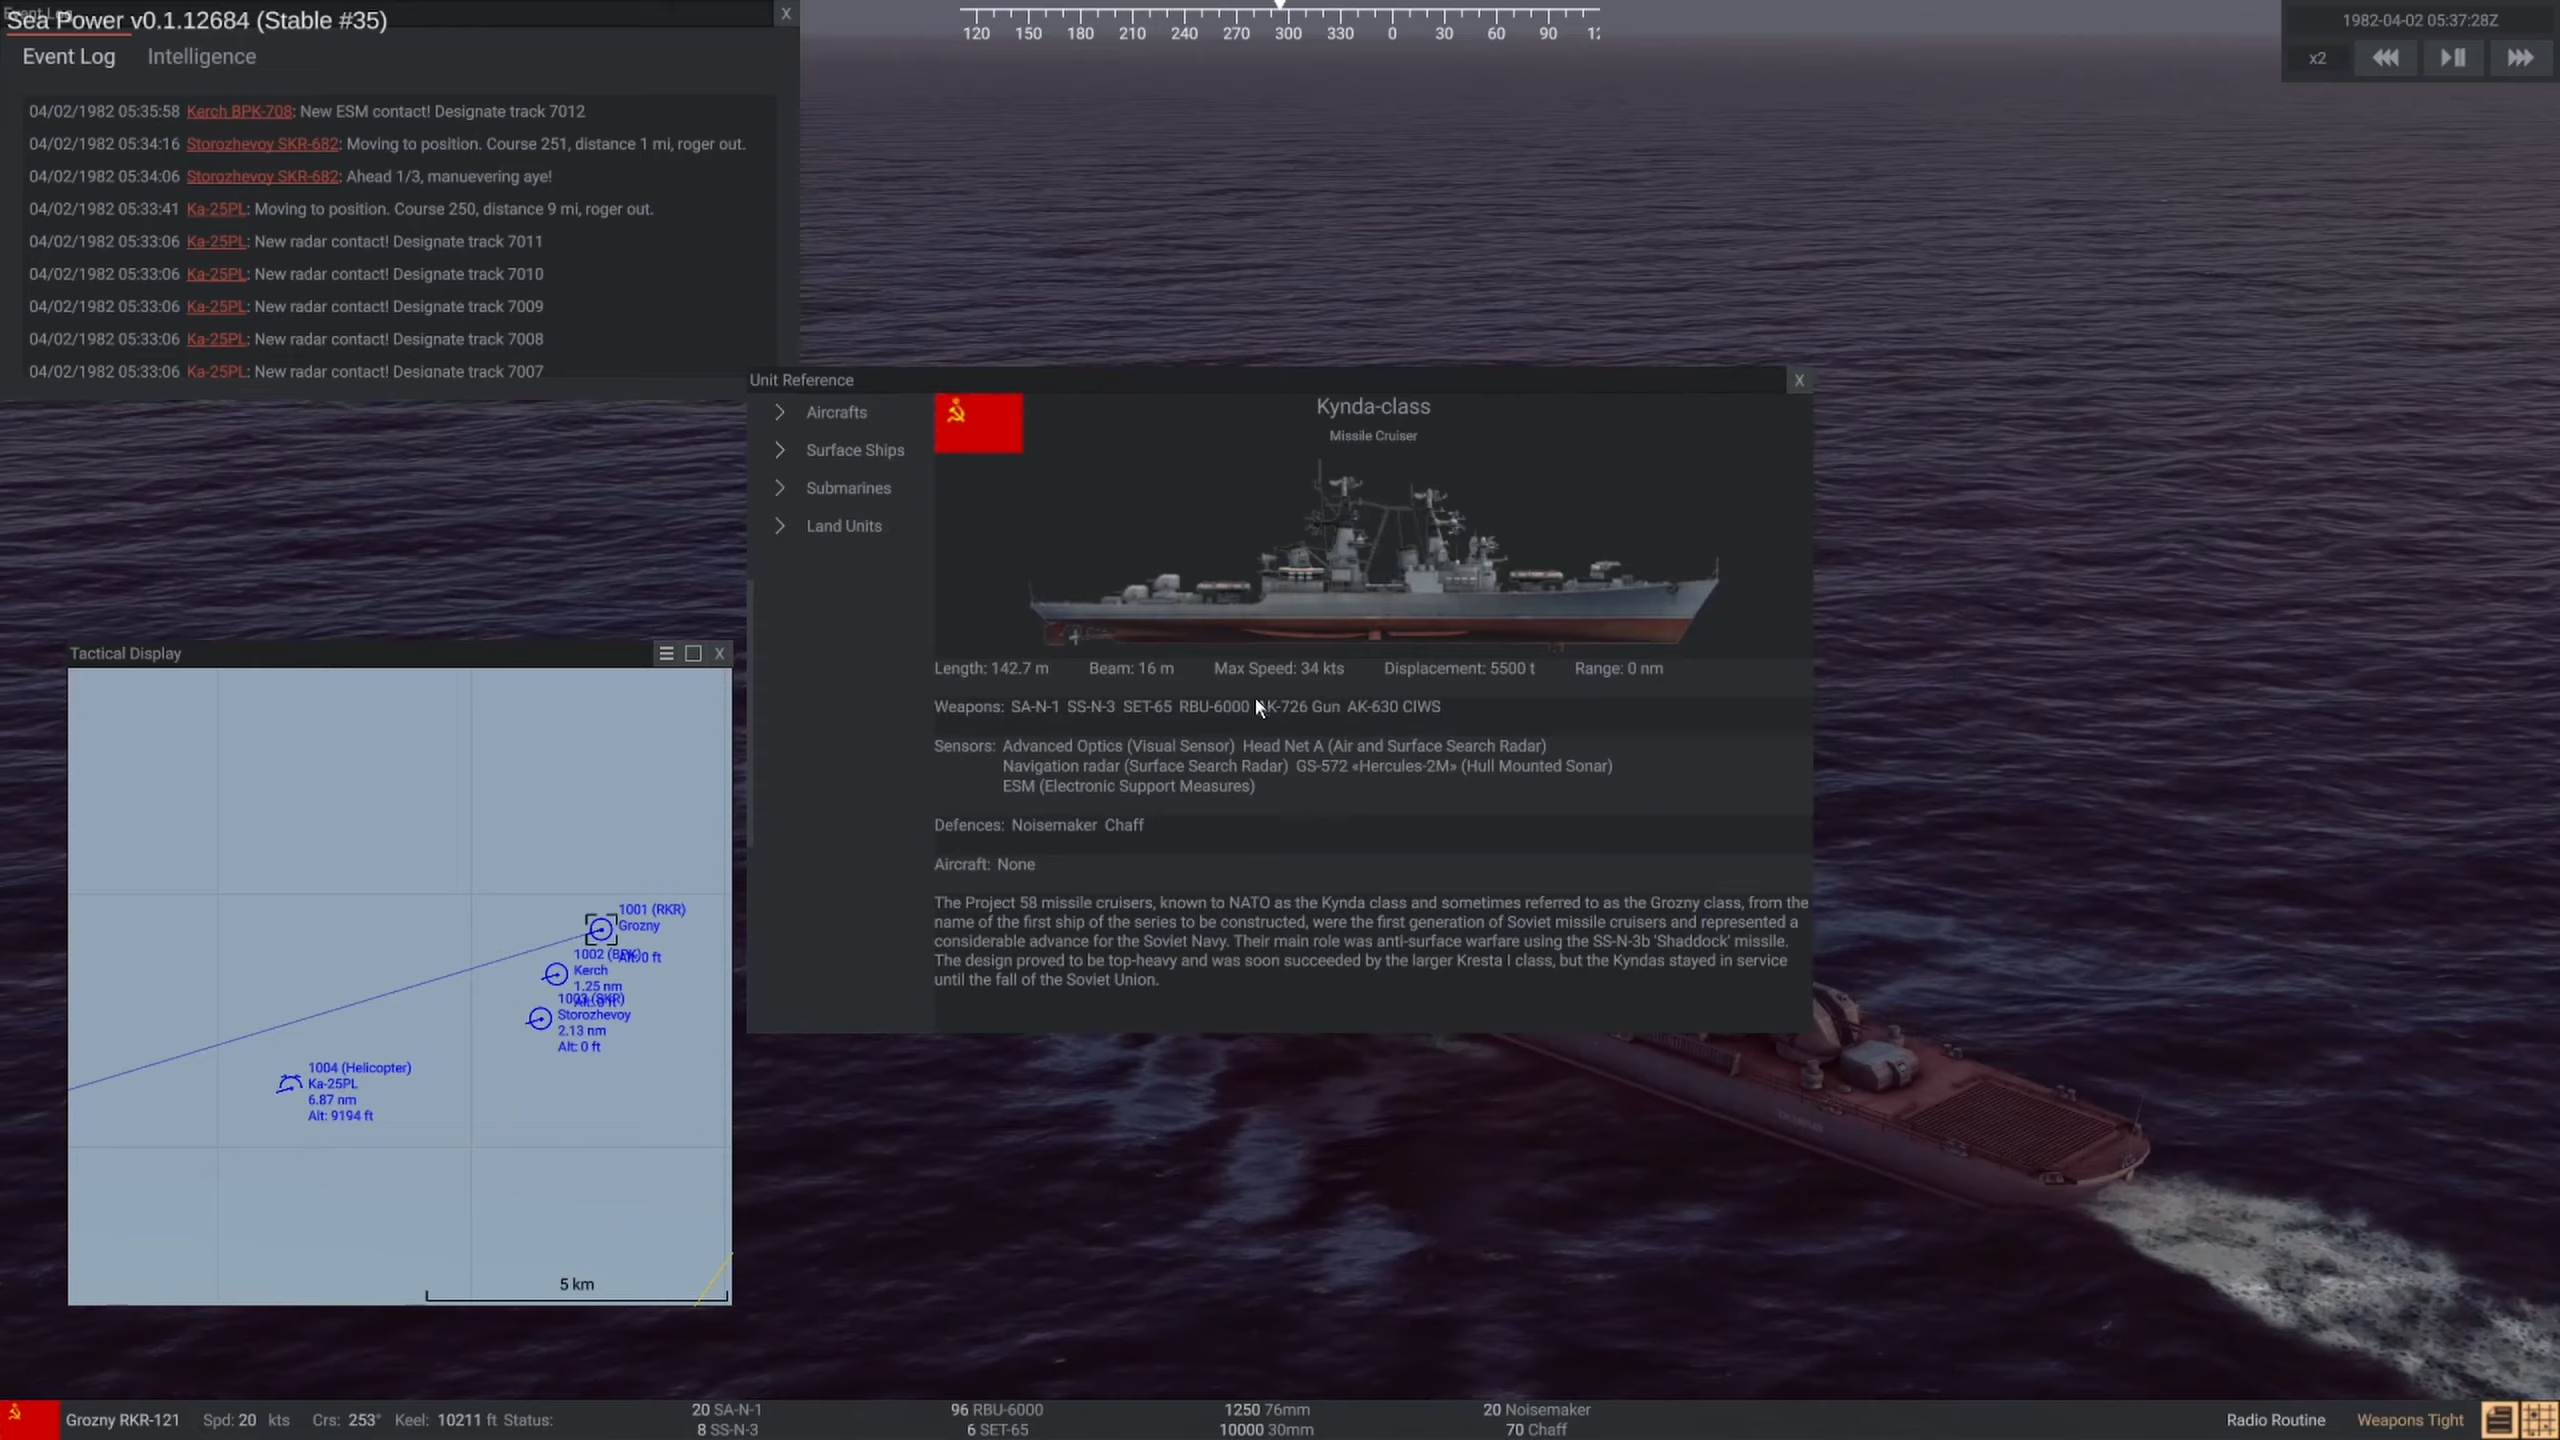 Sea Power v0.1.12684 (Stable #35)
X
Event Log Intelligence
04/02/1982 05:35:58 Kerch BPK-708: New ESM contact! Designate track 7012
04/02/1982 05:34:16 Storozhevoy SKR-682: Moving to position. Course 251, distance 1 mi, roger out.
04/02/1982 05:34:06 Storozhevoy SKR-682: Ahead 1/3, manuevering aye!
04/02/1982 05:33:41 Ka-25PL: Moving to position. Course 250, distance 9 mi, roger out.
04/02/1982 05:33:06 Ka-25PL: New radar contact! Designate track 7011
04/02/1982 05:33:06 Ka-25PL: New radar contact! Designate track 7010
04/02/1982 05:33:06 Ka-25PL: New radar contact! Designate track 7009
04/02/1982 05:33:06 Ka-25PL: New radar contact! Designate track 7008
04/02/1982 05:33:06 Ka-25PL: New radar contact! Designate track 7007
120 150 180 210 240 270 300 330 0 30 60 90
1982-04-02 05:37:28Z
x2
Unit Reference X
Aircrafts
Surface Ships
Submarines
Land Units
Kynda-class
Missile Cruiser
Length: 142.7 m Beam: 16 m Max Speed: 34 kts Displacement: 5500 t Range: 0 nm
Weapons: SA-N-1 SS-N-3 SET-65 RBU-6000 K-726 Gun AK-630 CIWS
Sensors: Advanced Optics (Visual Sensor) Head Net A (Air and Surface Search Radar)
Navigation radar (Surface Search Radar) GS-572 «Hercules-2M» (Hull Mounted Sonar)
ESM (Electronic Support Measures)
Defences: Noisemaker Chaff
Aircraft: None
The Project 58 missile cruisers, known to NATO as the Kynda class and sometimes referred to as the Grozny class, from the
name of the first ship of the series to be constructed, were the first generation of Soviet missile cruisers and represented a
considerable advance for the Soviet Navy. Their main role was anti-surface warfare using the SS-N-3b 'Shaddock' missile.
The design proved to be top-heavy and was soon succeeded by the larger Kresta I class, but the Kyndas stayed in service
until the fall of the Soviet Union.
Tactical Display X
1001 (RKR)
Grozny
Alt: 0 ft
1002 (BPK)
Kerch
1.25 nm
Alt: 0 ft
1003 (SKR)
Storozhevoy
2.13 nm
Alt: 0 ft
1004 (Helicopter)
Ka-25PL
6.87 nm
Alt: 9194 ft
5 km
Grozny RKR-121 Spd: 20 kts Crs: 253° Keel: 10211 ft Status:
20 SA-N-1
8 SS-N-3
96 RBU-6000
6 SET-65
1250 76mm
10000 30mm
20 Noisemaker
70 Chaff
Radio Routine Weapons Tight